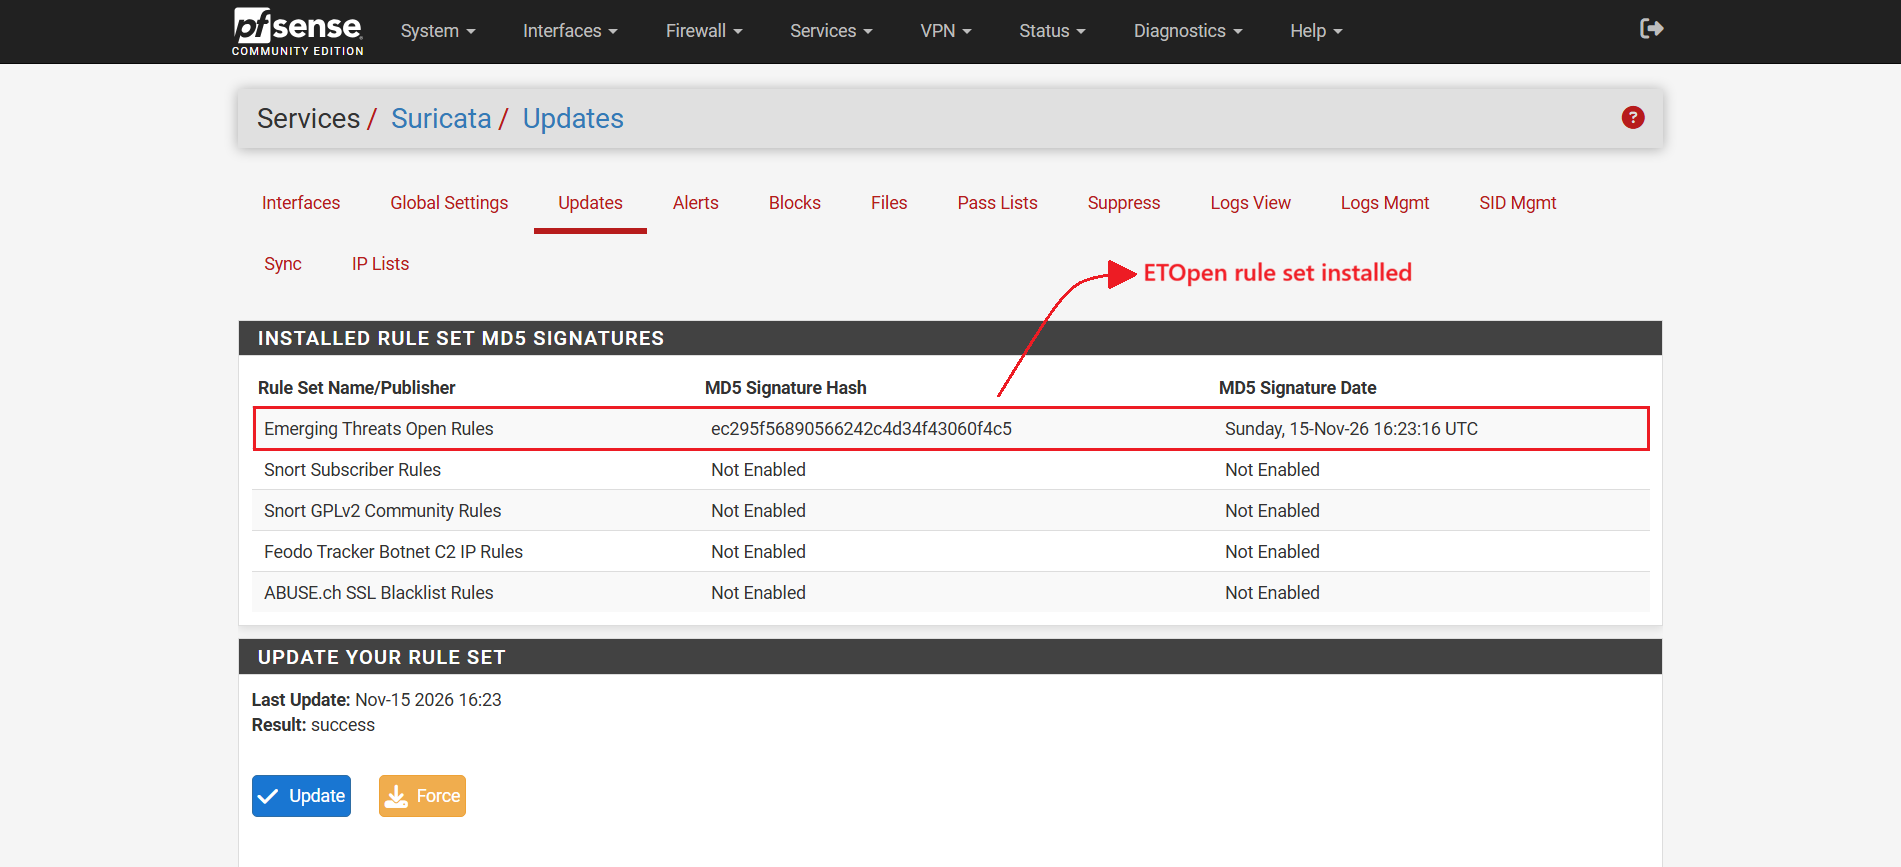 pfsense
COMMUNITY EDITION
System Interfaces Firewall Services VPN Status Diagnostics Help
Services / Suricata / Updates
?
Interfaces Global Settings Updates Alerts Blocks Files Pass Lists Suppress Logs View Logs Mgmt SID Mgmt
Sync IP Lists
ETOpen rule set installed
INSTALLED RULE SET MD5 SIGNATURES
Rule Set Name/Publisher MD5 Signature Hash MD5 Signature Date
Emerging Threats Open Rules ec295f56890566242c4d34f43060f4c5 Sunday, 15-Nov-26 16:23:16 UTC
Snort Subscriber Rules Not Enabled Not Enabled
Snort GPLv2 Community Rules Not Enabled Not Enabled
Feodo Tracker Botnet C2 IP Rules Not Enabled Not Enabled
ABUSE.ch SSL Blacklist Rules Not Enabled Not Enabled
UPDATE YOUR RULE SET
Last Update: Nov-15 2026 16:23
Result: success
Update Force